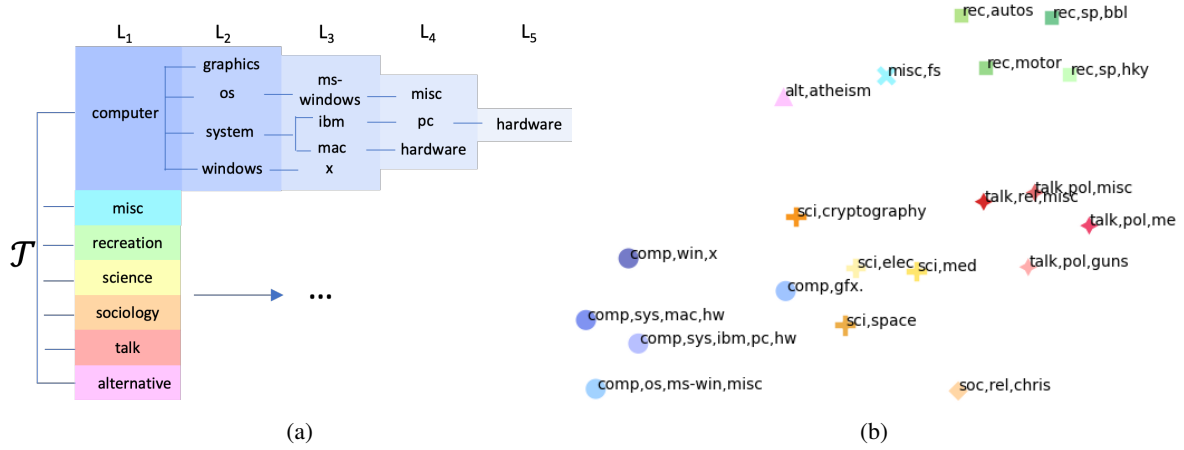 L1 L2 L3 L4 L5
graphics
os
ms-
windows
misc
computer
ibm
pc
hardware
system
mac
hardware
windows
x
misc
recreation
science
sociology
talk
alternative
𝒯
...
(a)
rec,autos
rec,sp,bbl
rec,motor
rec,sp,hky
misc,fs
alt,atheism
talk,pol,misc
talk,rel,misc
talk,pol,me
sci,cryptography
comp,win,x
sci,elec
sci,med
talk,pol,guns
comp,gfx.
comp,sys,mac,hw
sci,space
comp,sys,ibm,pc,hw
comp,os,ms-win,misc
soc,rel,chris
(b)